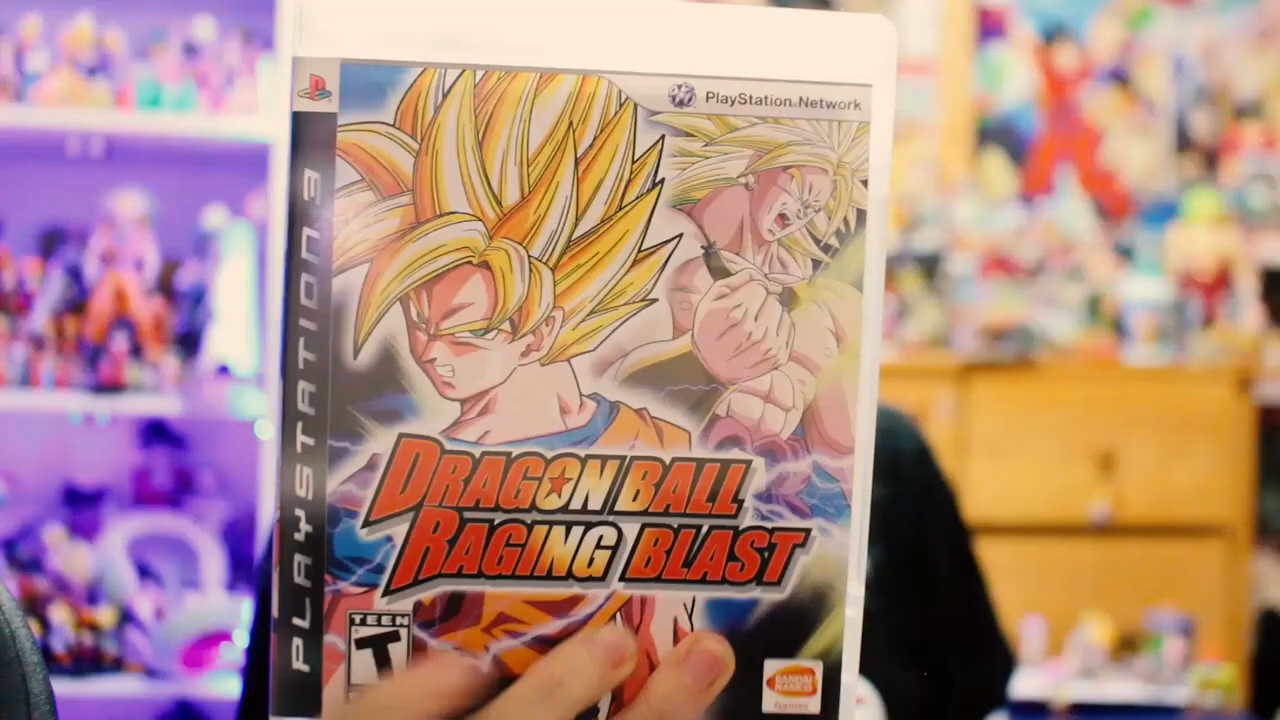 PlayStation Network
PLAYSTATION 3
DRAGON BALL
RAGING BLAST
TEEN
T
BANDAI
NAMCO
Games